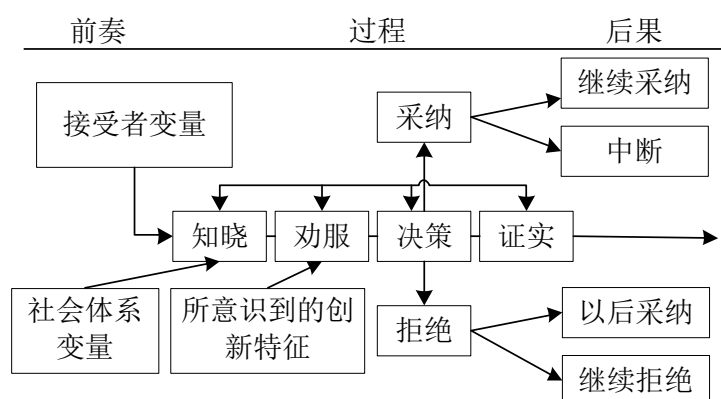 前奏 过程 后果
继续采纳
接受者变量
采纳
中断
知晓 劝服 决策 证实
社会体系
变量
所意识到的创
新特征
拒绝
以后采纳
继续拒绝